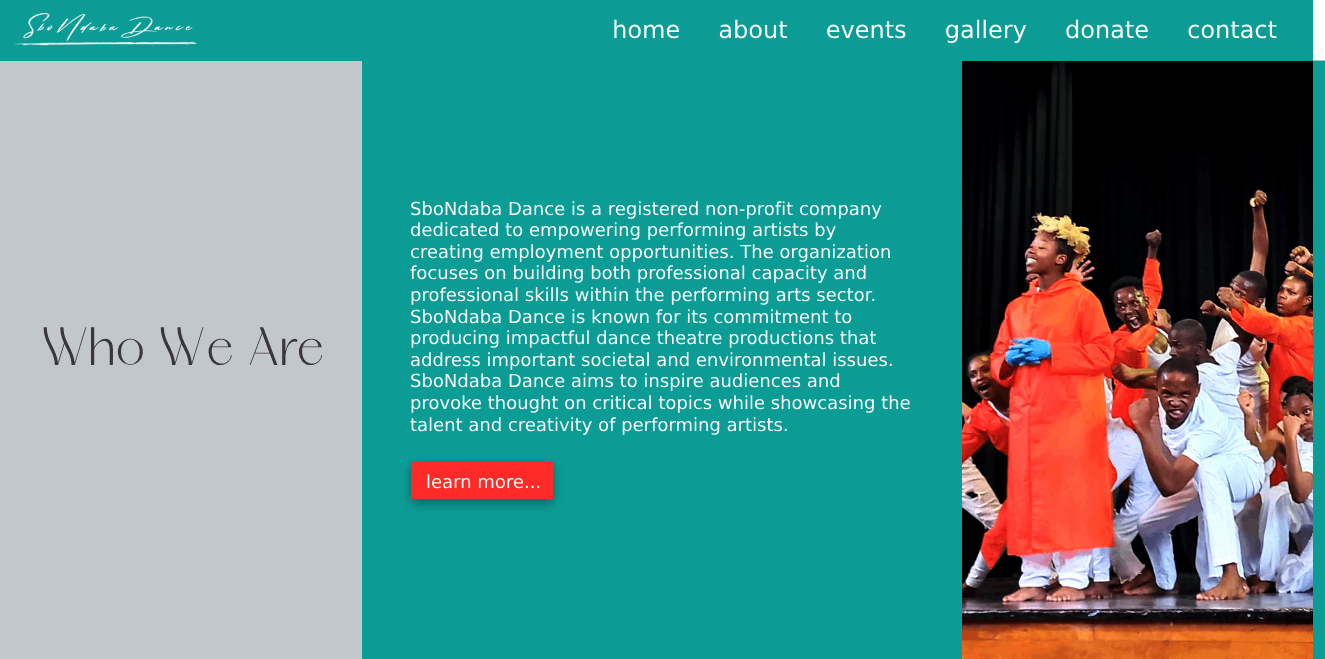 SboNdaba Dance
home about events gallery donate contact
Who We Are
SboNdaba Dance is a registered non-profit company
dedicated to empowering performing artists by
creating employment opportunities. The organization
focuses on building both professional capacity and
professional skills within the performing arts sector.
SboNdaba Dance is known for its commitment to
producing impactful dance theatre productions that
address important societal and environmental issues.
SboNdaba Dance aims to inspire audiences and
provoke thought on critical topics while showcasing the
talent and creativity of performing artists.
learn more...